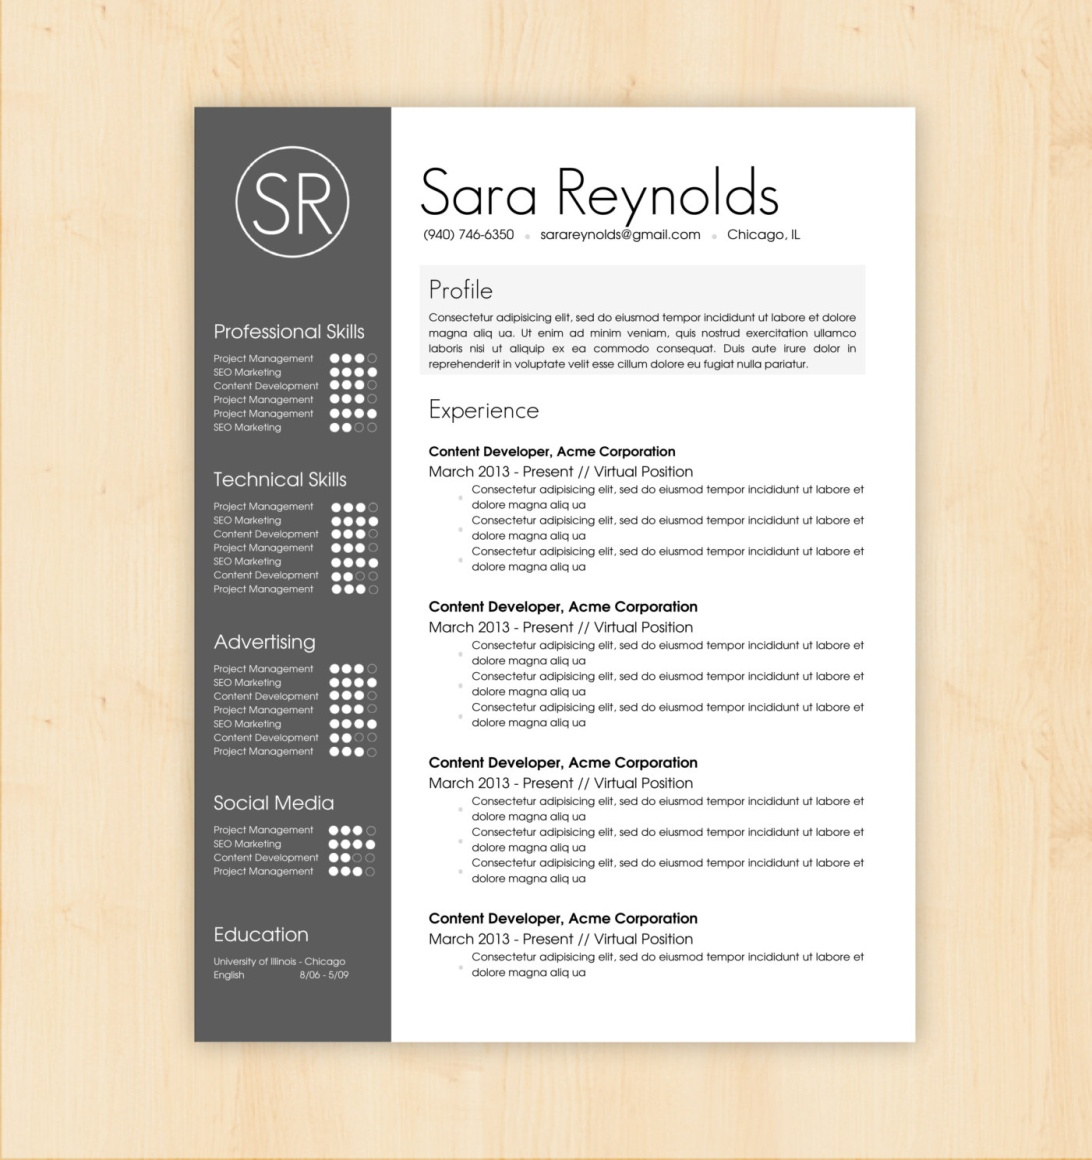 SR
Professional Skills
Project Management
SEO Marketing
Content Development
Project Management
Project Management
SEO Marketing
Technical Skills
Project Management
SEO Marketing
Content Development
Project Management
SEO Marketing
Content Development
Project Management
Advertising
Project Management
SEO Marketing
Content Development
Project Management
SEO Marketing
Content Development
Project Management
Social Media
Project Management
SEO Marketing
Content Development
Project Management
Education
University of Illinois - Chicago
English 8/06 - 5/09
Sara Reynolds
(940) 746-6350 sarareynolds@gmail.com Chicago, IL
Profile
Consectetur adipisicing elit, sed do eiusmod tempor incididunt ut labore et dolore
magna aliq ua. Ut enim ad minim veniam, quis nostrud exercitation ullamco
laboris nisi ut aliquip ex ea commodo consequat. Duis aute irure dolor in
reprehenderit in voluptate velit esse cillum dolore eu fugiat nulla pariatur.
Experience
Content Developer, Acme Corporation
March 2013 - Present // Virtual Position
Consectetur adipisicing elit, sed do eiusmod tempor incididunt ut labore et
dolore magna aliq ua
Consectetur adipisicing elit, sed do eiusmod tempor incididunt ut labore et
dolore magna aliq ua
Consectetur adipisicing elit, sed do eiusmod tempor incididunt ut labore et
dolore magna aliq ua
Content Developer, Acme Corporation
March 2013 - Present // Virtual Position
Consectetur adipisicing elit, sed do eiusmod tempor incididunt ut labore et
dolore magna aliq ua
Consectetur adipisicing elit, sed do eiusmod tempor incididunt ut labore et
dolore magna aliq ua
Consectetur adipisicing elit, sed do eiusmod tempor incididunt ut labore et
dolore magna aliq ua
Content Developer, Acme Corporation
March 2013 - Present // Virtual Position
Consectetur adipisicing elit, sed do eiusmod tempor incididunt ut labore et
dolore magna aliq ua
Consectetur adipisicing elit, sed do eiusmod tempor incididunt ut labore et
dolore magna aliq ua
Consectetur adipisicing elit, sed do eiusmod tempor incididunt ut labore et
dolore magna aliq ua
Content Developer, Acme Corporation
March 2013 - Present // Virtual Position
Consectetur adipisicing elit, sed do eiusmod tempor incididunt ut labore et
dolore magna aliq ua